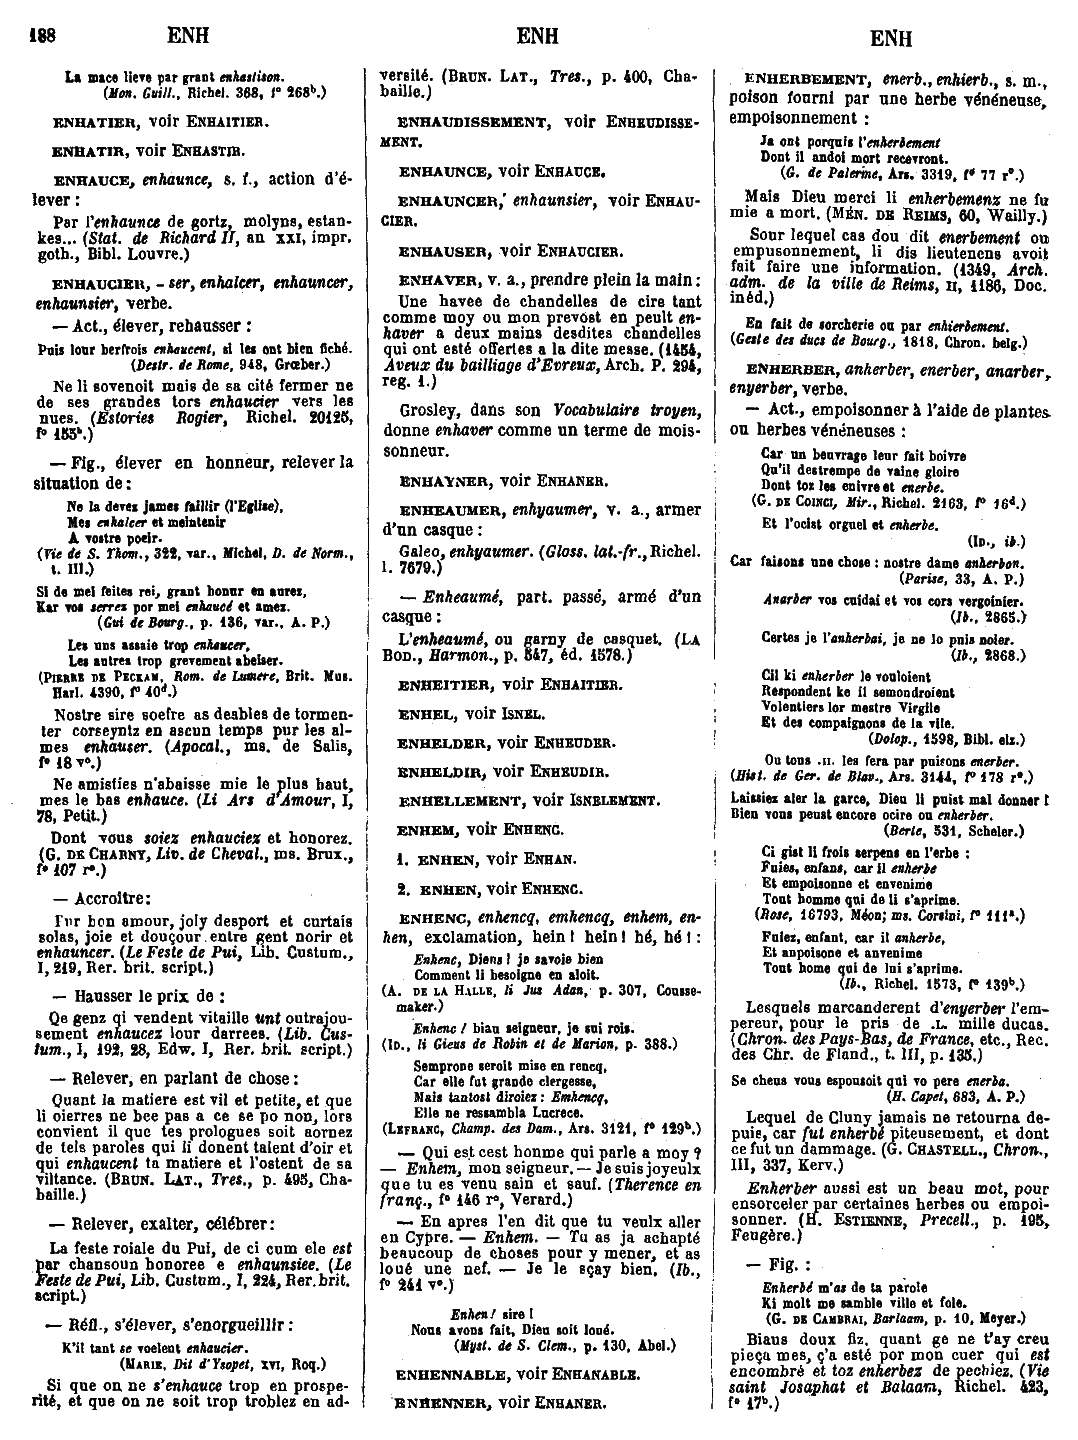 188 ENH ENH ENH
La mace lieve par grant enhastison.
(Mon. Guill., Richel. 368, f° 268b.)
ENHATIER, voir ENHAITIER.
ENHATIR, voir ENHASTIR.
ENHAUCE, enhaunce, s. f., action d'é-
lever :
Par l'enhaunce de gortz, molyns, estan-
kes... (Stat. de Richard II, an XXI, impr.
goth., Bibl. Louvre.)
ENHAUCIER, - ser, enhalcer, enhauncer,
enhaunsier, verbe.
— Act., élever, rehausser :
Puis lour berfrois enhaucent, si les ont bien fiché.
(Destr. de Rome, 948, Grœber.)
Ne li sovenoit mais de sa cité fermer ne
de ses grandes tors enhaucier vers les
nues. (Estories Rogier, Richel. 20125,
f° 153b.)
— Fig., élever en honneur, relever la
situation de :
Ne la devez James faillir (l'Eglise),
Mes enhalcer et meintenir
A vostre poeir.
(Vie de S. Thom., 322, var., Michel, D. de Norm.,
t. III.)
Si de mei feites rei, grant honur en aurez,
Kar vos serrez por mei enhaucé et amez.
(Gui de Bourg., p. 136, var., A. P.)
Les uns assaie trop enhaucer,
Les autres trop grevement abeiser.
(PIERRE DE PECKAM, Rom. de Lumere, Brit. Mus.
Harl. 4390, f° 40d.)
Nostre sire soefre as deables de tormen-
ter corseyntz en ascun temps pur les al-
mes enhauser. (Apocal., ms. de Salis,
f° 18 v°.)
Ne amisties n'abaisse mie le plus haut,
mes le bas enhauce. (Li Ars d'Amour, I,
78, Petit.)
Dont vous soiez enhauciez et honorez.
(G. DE CHARNY, Liv. de Cheval., ms. Brux.,
f° 107 r°.)
— Accroître :
Pur bon amour, joly desport et curtais
solas, joie et douçour entre gent norir et
enhauncer. (Le Feste de Pui, Lib. Custum.,
I, 219, Rer. brit. script.)
— Hausser le prix de :
Qe genz qi vendent vitaille unt outrajou-
sement enhaucez lour darrees. (Lib. Cus-
tum., I, 192, 28, Edw. I, Rer. brit. script.)
— Relever, en parlant de chose :
Quant la matiere est vil et petite, et que
li oierres ne bee pas a ce se po non, lors
convient il que tes prologues soit aornez
de tels paroles qui li donent talent d'oir et
qui enhaucent ta matiere et l'ostent de sa
viltance. (BRUN. LAT., Tres., p. 495, Cha-
baille.)
— Relever, exalter, célébrer :
La feste roiale du Pui, de ci cum ele est
par chansoun honoree e enhaunsiee. (Le
Feste de Pui, Lib. Custum., I, 224, Rer. brit.
script.)
— Réfl., s'élever, s'enorgueillir :
K'il tant se voelent enhaucier.
(MARIE, Dit d'Ysopet, XVI, Roq.)
Si que on ne s'enhauce trop en prospe-
rité, et que on ne soit trop troblez en ad-
versité. (BRUN. LAT., Tres., p. 400, Cha-
baille.)
ENHAUDISSEMENT, voir ENHEUDISSE-
MENT.
ENHAUNCE, voir ENHAUCE.
ENHAUNCER, enhaunsier, voir ENHAU-
CIER.
ENHAUSER, voir ENHAUCIER.
ENHAVER, v. a., prendre plein la main :
Une havee de chandelles de cire tant
comme moy ou mon prevost en peult en-
haver a deux mains desdites chandelles
qui ont esté offertes a la dite messe. (1454,
Aveux du bailliage d'Evreux, Arch. P. 294,
reg. 1.)
Grosley, dans son Vocabulaire troyen,
donne enhaver comme un terme de mois-
sonneur.
ENHAYNER, voir ENHANER.
ENHEAUMER, enhyaumer, v. a., armer
d'un casque :
Galeo, enhyaumer. (Gloss. lat.-fr., Richel.
l. 7679.)
— Enheaumé, part. passé, armé d'un
casque :
L'enheaumé, ou garny de casquet. (LA
BOD., Harmon., p. 547, éd. 1578.)
ENHEITIER, voir ENHAITIER.
ENHEL, voir ISNEL.
ENHELDER, voir ENHEUDER.
ENHELDIR, voir ENHEUDIR.
ENHELLEMENT, voir ISNELEMENT.
ENHEM, voir ENHENC.
1. ENHEN, voir ENHAN.
2. ENHEN, voir ENHENC.
ENHENC, enhencq, emhencq, enhem, en-
hen, exclamation, hein ! hein ! hé, hé ! :
Enhenc, Diens ! je savoie bien
Comment li besoigne en aloit.
(A. DE LA HALLE, li Jus Adan, p. 307, Cousse-
maker.)
Enhenc ! biau seigneur, je sui rois.
(ID., li Gieus de Robin et de Marion, p. 388.)
Semprone seroit mise en rencq,
Car elle fut grande clergesse,
Mais tantost diroiez : Emhencq,
Elle ne ressambla Lucrece.
(LEFRANC, Champ. des Dam., Ars. 3121, f° 129b.)
— Qui est cest honme qui parle a moy ?
— Enhem, mon seigneur. — Je suis joyeulx
que tu es venu sain et sauf. (Therence en
franç., f° 146 r°, Verard.)
— En apres l'en dit que tu veulx aller
en Cypre. — Enhem. — Tu as ja achapté
beaucoup de choses pour y mener, et as
loué une nef. — Je le sçay bien. (Ib.,
f° 241 v°.)
Enhen ! sire !
Nous avons fait, Dieu soit loué.
(Myst. de S. Clem., p. 130, Abel.)
ENHENNABLE, voir ENHANABLE.
ENHENNER, voir ENHANER.
ENHERBEMENT, enerb., enhierb., s. m.,
poison fourni par une herbe vénéneuse,
empoisonnement :
Ja ont porquis l'enherbement
Dont il andoi mort recevront.
(G. de Palerme, Ars. 3319, f° 77 r°.)
Mais Dieu merci li enherbemenz ne fu
mie a mort. (MÉN. DE REIMS, 60, Wailly.)
Sour lequel cas dou dit enerbement ou
empusonnement, li dis lieutenens avoit
fait faire une information. (1349, Arch.
adm. de la ville de Reims, II, 1186, Doc.
inéd.)
En fait de sorcherie ou par enhierbement.
(Geste des ducs de Bourg., 1818, Chron. belg.)
ENHERBER, anherber, enerber, anarber,
enyerber, verbe.
— Act., empoisonner à l'aide de plantes
ou herbes vénéneuses :
Car un beuvrage leur fait boivre
Qu'il destrempe de vaine gloire
Dont toz les enivre et enerbe.
(G. DE COINCI, Mir., Richel. 2163, f° 16d.)
Et l'ocist orguel et enherbe.
(ID., ib.)
Car faisons une chose : nostre dame anherbon.
(Parise, 33, A. P.)
Anarber vos cuidai et vos cors vergoinier.
(Ib., 2865.)
Certes je l'anherbai, je ne lo puis noier.
(Ib., 2868.)
Cil ki enherber le vouloient
Respondent ke il semondroient
Volentiers lor mestre Virgile
Et des compaignons de la vile.
(Dolop., 1598, Bibl. elz.)
Ou tous .II. les fera par puisons enerber.
(Hist. de Ger. de Blav., Ars. 3144, f° 178 r°.)
Laissiez aler la garce, Dieu li puist mal donner !
Bien vous peust encore ocire ou enherber.
(Berte, 531, Scheler.)
Ci gist li frois serpens en l'erbe :
Fuies, enfans, car il enherbe
Et empoisonne et envenime
Tout homme qui de li s'aprime.
(Rose, 16793, Méon; ms. Corsini, f° 111a.)
Fuiez, enfant, car il anherbe,
Et anpoisone et anvenime
Tout home qui de lui s'aprime.
(Ib., Richel. 1573, f° 139b.)
Lesquels marcanderent d'enyerber l'em-
pereur, pour le pris de .L. mille ducas.
(Chron. des Pays-Bas, de France, etc., Rec.
des Chr. de Fland., t. III, p. 135.)
Se cheus vous espousoit qui vo pere enerba.
(H. Capet, 683, A. P.)
Lequel de Cluny jamais ne retourna de-
puis, car fut enherbé piteusement, et dont
ce fut un dammage. (G. CHASTELL., Chron.,
III, 337, Kerv.)
Enherber aussi est un beau mot, pour
ensorceler par certaines herbes ou empoi-
sonner. (H. ESTIENNE, Precell., p. 195,
Feugère.)
— Fig. :
Enherbé m'as de ta parole
Ki molt me samble ville et fole.
(G. DE CAMBRAI, Barlaam, p. 10, Meyer.)
Biaus doux fiz, quant ge ne t'ay creu
pieça mes, ç'a esté por mon cuer qui est
encombré et toz enherbez de pechiez. (Vie
saint Josaphat et Balaam, Richel. 423,
f° 17b.)